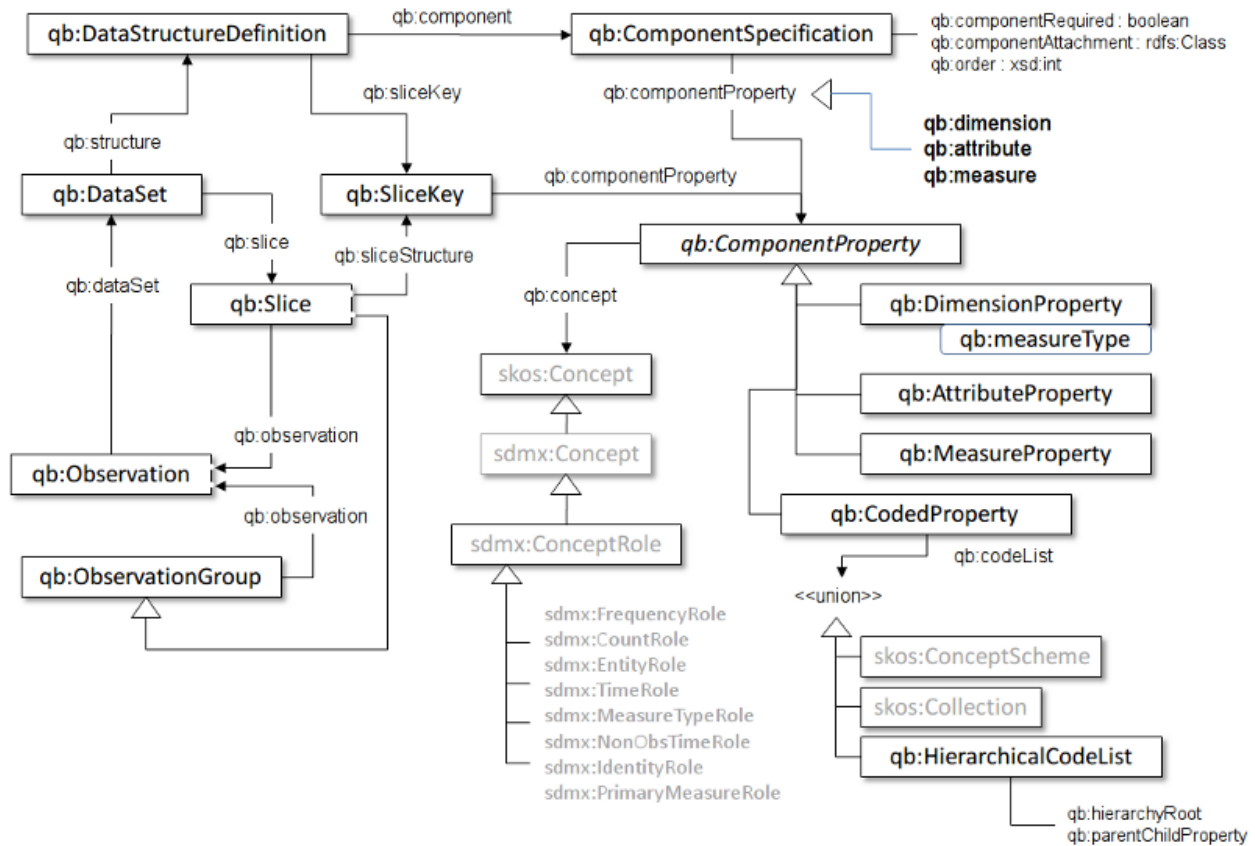 qb:DataStructureDefinition
qb:component
qb:ComponentSpecification
qb:componentRequired : boolean
qb:componentAttachment : rdfs:Class
qb:order : xsd:int
qb:sliceKey
qb:componentProperty
qb:dimension
qb:attribute
qb:measure
qb:structure
qb:DataSet
qb:SliceKey
qb:componentProperty
qb:slice
qb:sliceStructure
qb:ComponentProperty
qb:dataSet
qb:Slice
qb:concept
qb:DimensionProperty
qb:measureType
skos:Concept
qb:AttributeProperty
qb:observation
sdmx:Concept
qb:MeasureProperty
qb:Observation
qb:observation
qb:CodedProperty
sdmx:ConceptRole
qb:codeList
qb:ObservationGroup
<<union>>
sdmx:FrequencyRole
sdmx:CountRole
sdmx:EntityRole
sdmx:TimeRole
sdmx:MeasureTypeRole
sdmx:NonObsTimeRole
sdmx:IdentityRole
sdmx:PrimaryMeasureRole
skos:ConceptScheme
skos:Collection
qb:HierarchicalCodeList
qb:hierarchyRoot
qb:parentChildProperty